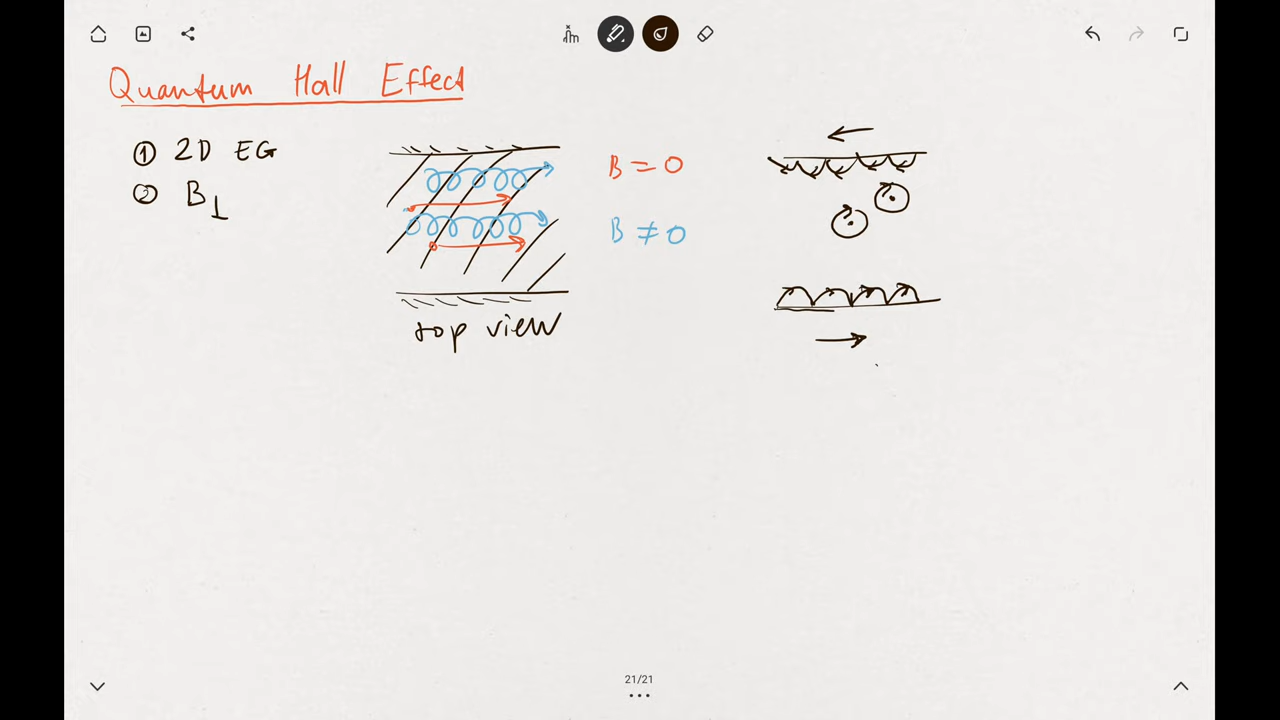 Quantum Hall Effect
① 2D EG
② B⊥
B = 0
B ≠ 0
top view
21/21